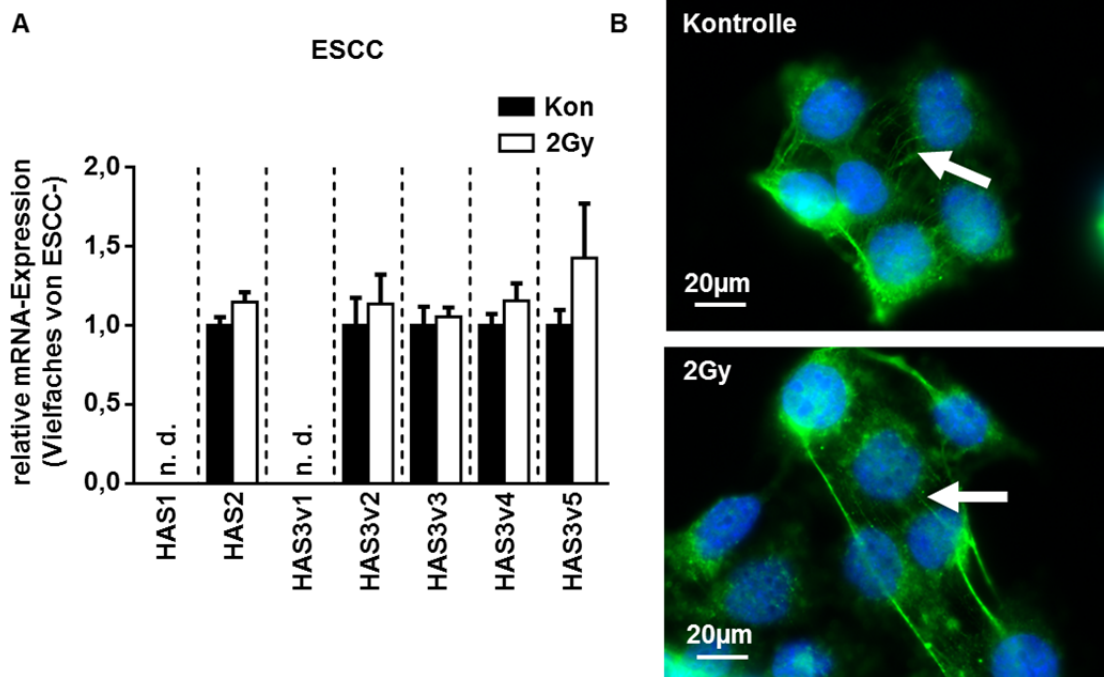 A
ESCC
Kon
2Gy
relative mRNA-Expression
(Vielfaches von ESCC-)
2,0
1,5
1,0
0,5
0,0
n. d.
n. d.
HAS1
HAS2
HAS3v1
HAS3v2
HAS3v3
HAS3v4
HAS3v5
B
Kontrolle
20µm
2Gy
20µm